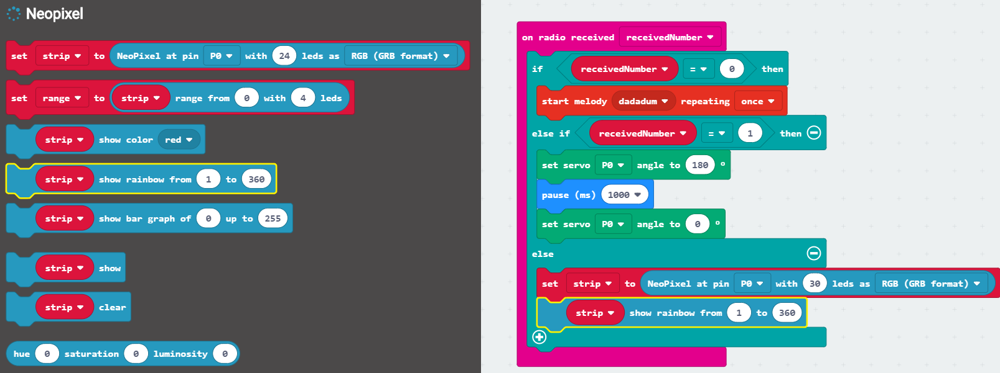 Neopixel
set strip to NeoPixel at pin P0 with 24 leds as RGB (GRB format)
set range to strip range from 0 with 4 leds
strip show color red
strip show rainbow from 1 to 360
strip show bar graph of 0 up to 255
strip show
strip clear
hue 0 saturation 0 luminosity 0
on radio received receivedNumber
if receivedNumber = 0 then
start melody dadadum repeating once
else if receivedNumber = 1 then
set servo P0 angle to 180 °
pause (ms) 1000
set servo P0 angle to 0 °
else
set strip to NeoPixel at pin P0 with 30 leds as RGB (GRB format)
strip show rainbow from 1 to 360